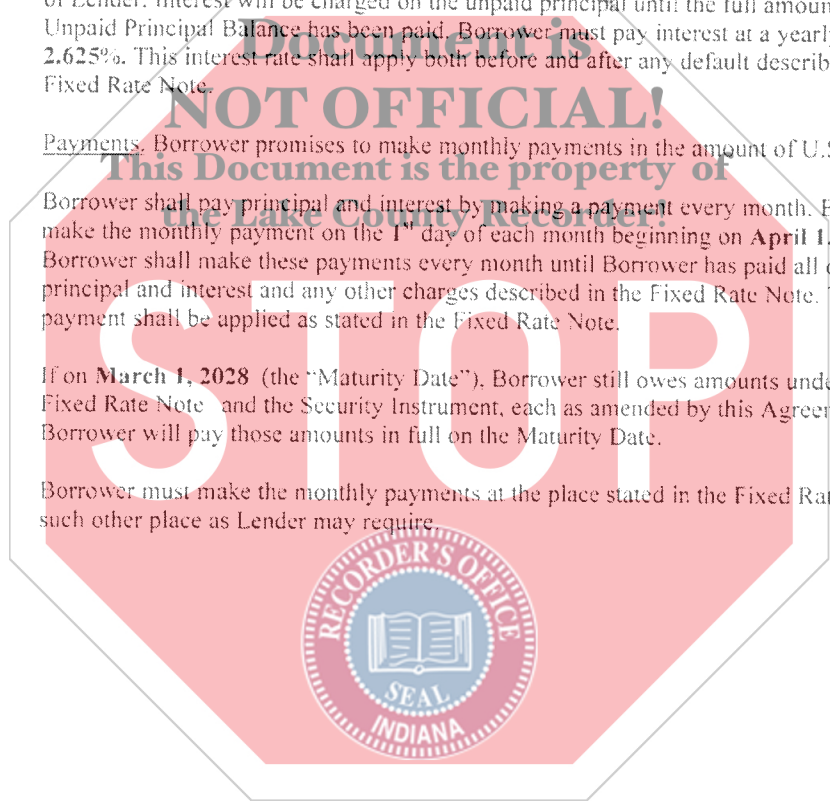 of Lender. Interest will be charged on the unpaid principal until the full amoun
Unpaid Principal Balance has been paid. Borrower must pay interest at a yearly
2.625%. This interest rate shall apply both before and after any default describ
Fixed Rate Note.
Document is
NOT OFFICIAL!
This Document is the property of
the Lake County Recorder!
Payments. Borrower promises to make monthly payments in the amount of U.S
Borrower shall pay principal and interest by making a payment every month. B
make the monthly payment on the 1st day of each month beginning on April 1,
Borrower shall make these payments every month until Borrower has paid all o
principal and interest and any other charges described in the Fixed Rate Note. T
payment shall be applied as stated in the Fixed Rate Note.
If on March 1, 2028 (the “Maturity Date”), Borrower still owes amounts unde
Fixed Rate Note and the Security Instrument, each as amended by this Agreen
Borrower will pay those amounts in full on the Maturity Date.
STOP
Borrower must make the monthly payments at the place stated in the Fixed Rat
such other place as Lender may require.
RECORDER'S OFFICE
SEAL
INDIANA